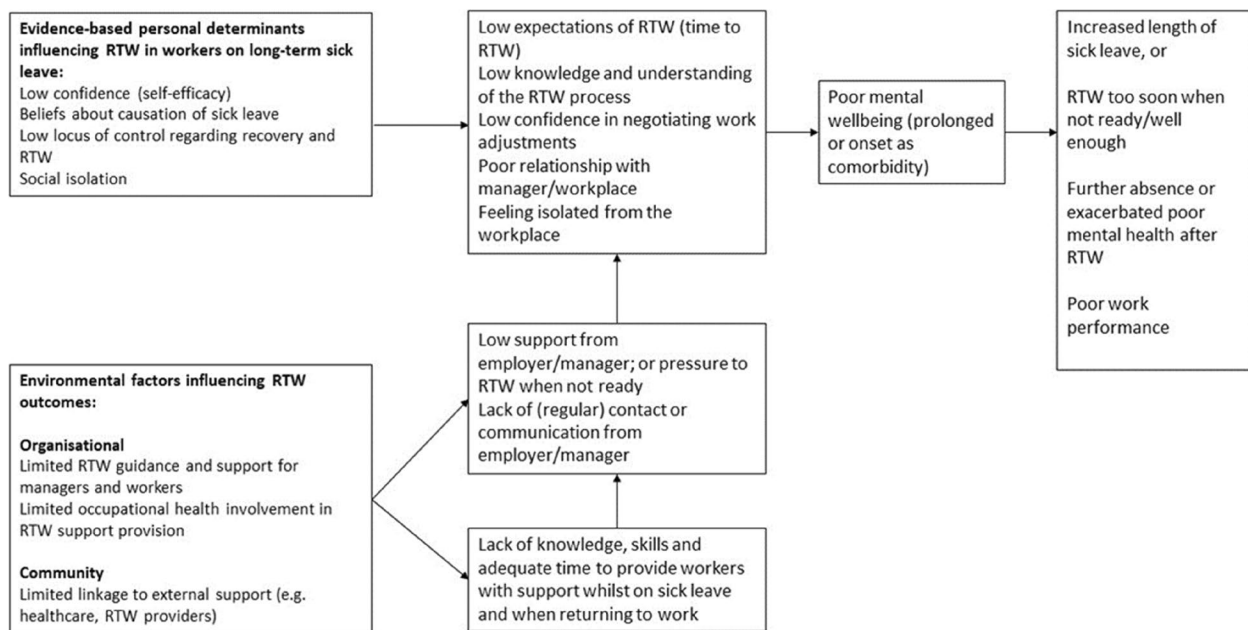 Evidence-based personal determinants
influencing RTW in workers on long-term sick
leave:
Low confidence (self-efficacy)
Beliefs about causation of sick leave
Low locus of control regarding recovery and
RTW
Social isolation
Low expectations of RTW (time to
RTW)
Low knowledge and understanding
of the RTW process
Low confidence in negotiating work
adjustments
Poor relationship with
manager/workplace
Feeling isolated from the
workplace
Poor mental
wellbeing (prolonged
or onset as
comorbidity)
Increased length of
sick leave, or
RTW too soon when
not ready/well
enough
Further absence or
exacerbated poor
mental health after
RTW
Poor work
performance
Environmental factors influencing RTW
outcomes:
Organisational
Limited RTW guidance and support for
managers and workers
Limited occupational health involvement in
RTW support provision
Community
Limited linkage to external support (e.g.
healthcare, RTW providers)
Low support from
employer/manager; or pressure to
RTW when not ready
Lack of (regular) contact or
communication from
employer/manager
Lack of knowledge, skills and
adequate time to provide workers
with support whilst on sick leave
and when returning to work